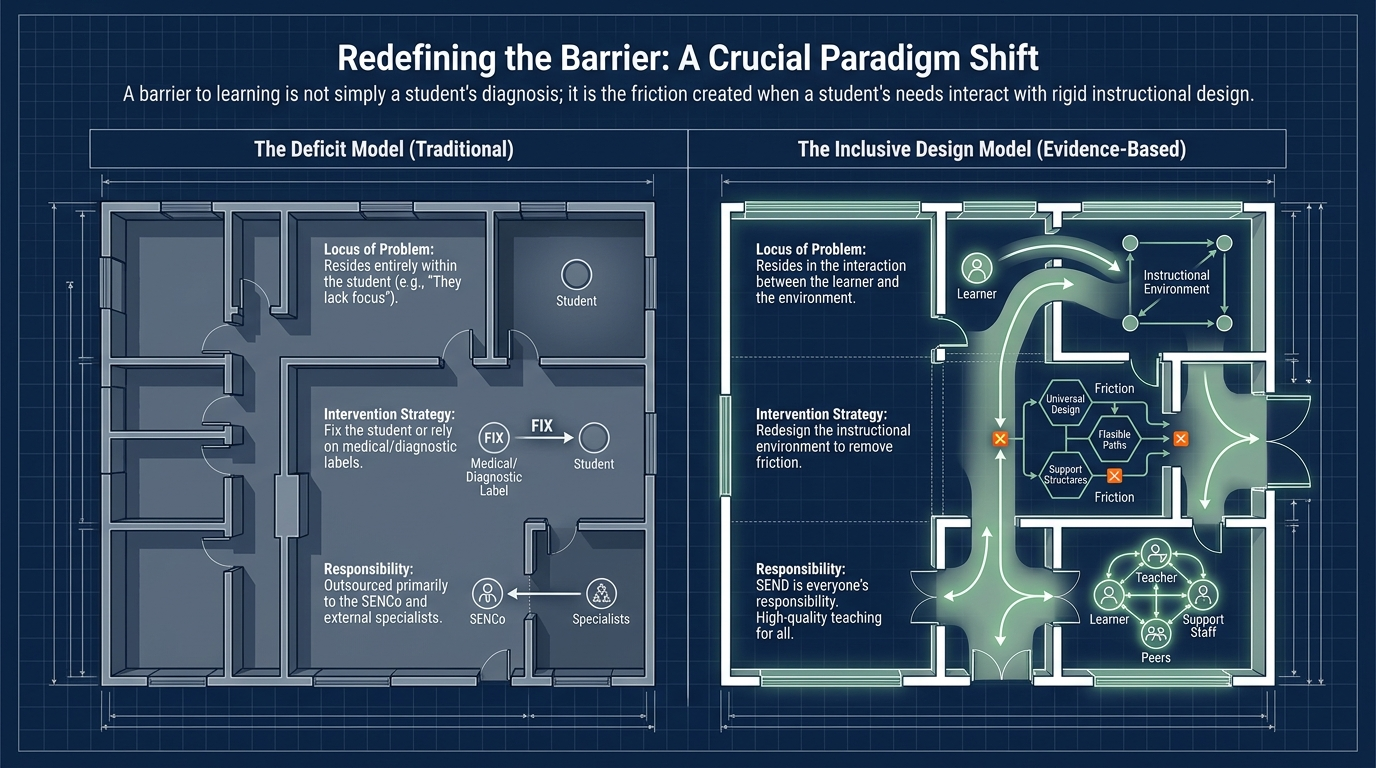 Redefining the Barrier: A Crucial Paradigm Shift
A barrier to learning is not simply a student's diagnosis; it is the friction created when a student's needs interact with rigid instructional design.
The Deficit Model (Traditional)
Locus of Problem:
Resides entirely within
the student (e.g., "They
lack focus").
Student
Intervention Strategy:
Fix the student or rely
on medical/diagnostic
labels.
FIX
FIX
Medical/
Diagnostic
Label
Student
Responsibility:
Outsourced primarily
to the SENCo and
external specialists.
SENCo
Specialists
The Inclusive Design Model (Evidence-Based)
Locus of Problem:
Resides in the interaction
between the learner and
the environment.
Learner
Instructional
Environment
Intervention Strategy:
Redesign the instructional
environment to remove
friction.
Friction
Universal
Design
Flasible
Paths
Support
Structares
Friction
Responsibility:
SEND is everyone's
responsibility.
High-quality teaching
for all.
Teacher
Learner
Support
Staff
Peers